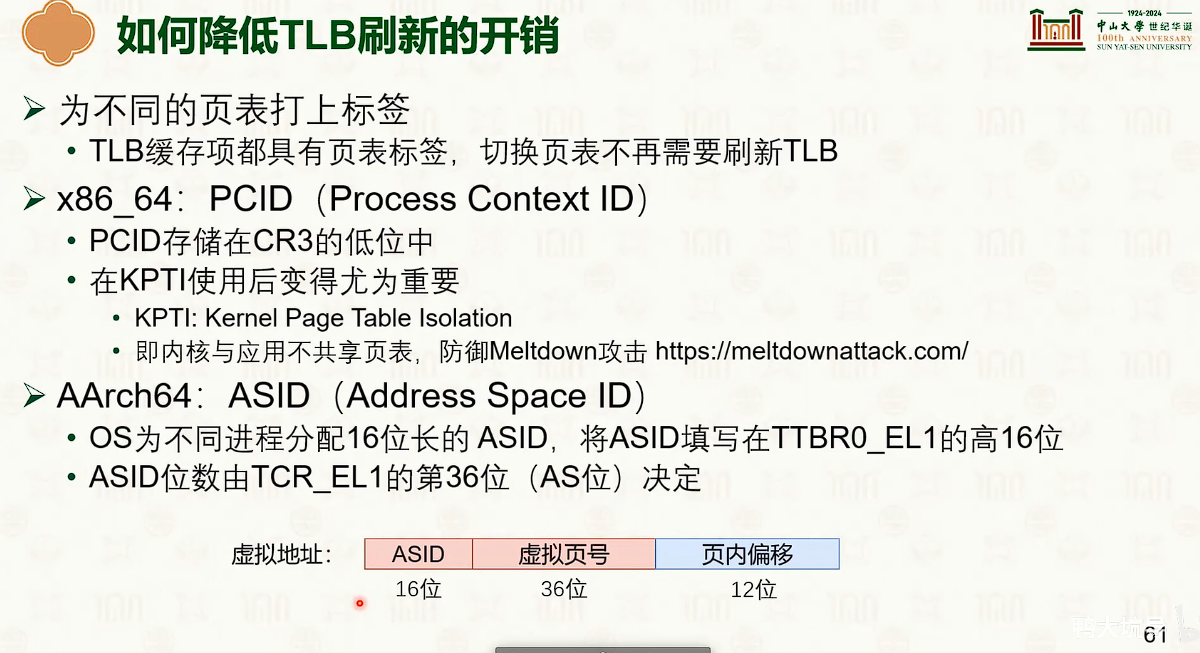 如何降低TLB刷新的开销
1924-2024
中山大学 世纪华诞
100th ANNIVERSARY
SUN YAT-SEN UNIVERSITY
为不同的页表打上标签
TLB缓存项都具有页表标签，切换页表不再需要刷新TLB
x86_64：PCID（Process Context ID）
PCID存储在CR3的低位中
在KPTI使用后变得尤为重要
KPTI: Kernel Page Table Isolation
即内核与应用不共享页表，防御Meltdown攻击 https://meltdownattack.com/
AArch64：ASID（Address Space ID）
OS为不同进程分配16位长的 ASID，将ASID填写在TTBR0_EL1的高16位
ASID位数由TCR_EL1的第36位（AS位）决定
虚拟地址： ASID 虚拟页号 页内偏移
16位 36位 12位
61